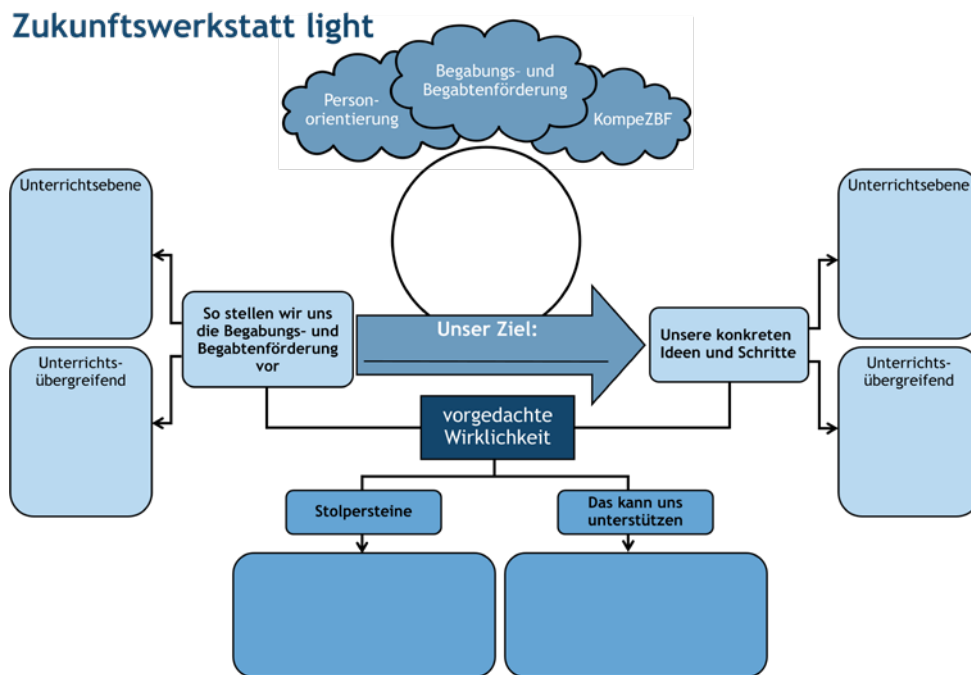 Zukunftswerkstatt light
Person-
orientierung
Begabungs- und
Begabtenförderung
KompeZBF
Unterrichtsebene
Unterrichts-
übergreifend
So stellen wir uns
die Begabungs- und
Begabtenförderung
vor
Unser Ziel:
Unsere konkreten
Ideen und Schritte
Unterrichtsebene
Unterrichts-
übergreifend
vorgedachte
Wirklichkeit
Stolpersteine
Das kann uns
unterstützen